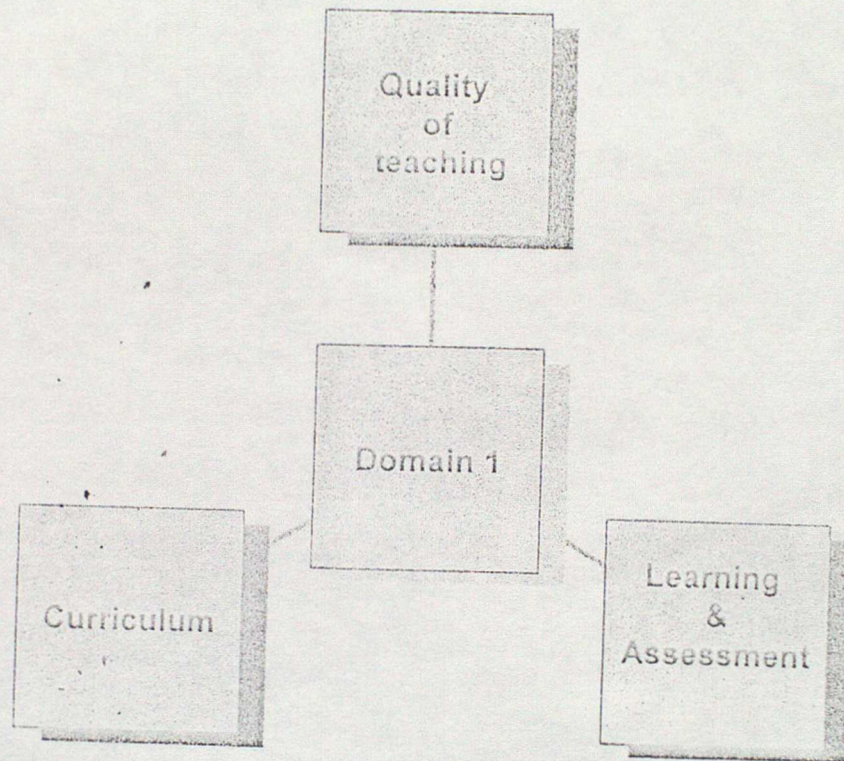 Quality
of
teaching
Domain 1
Curriculum
Learning
&
Assessment